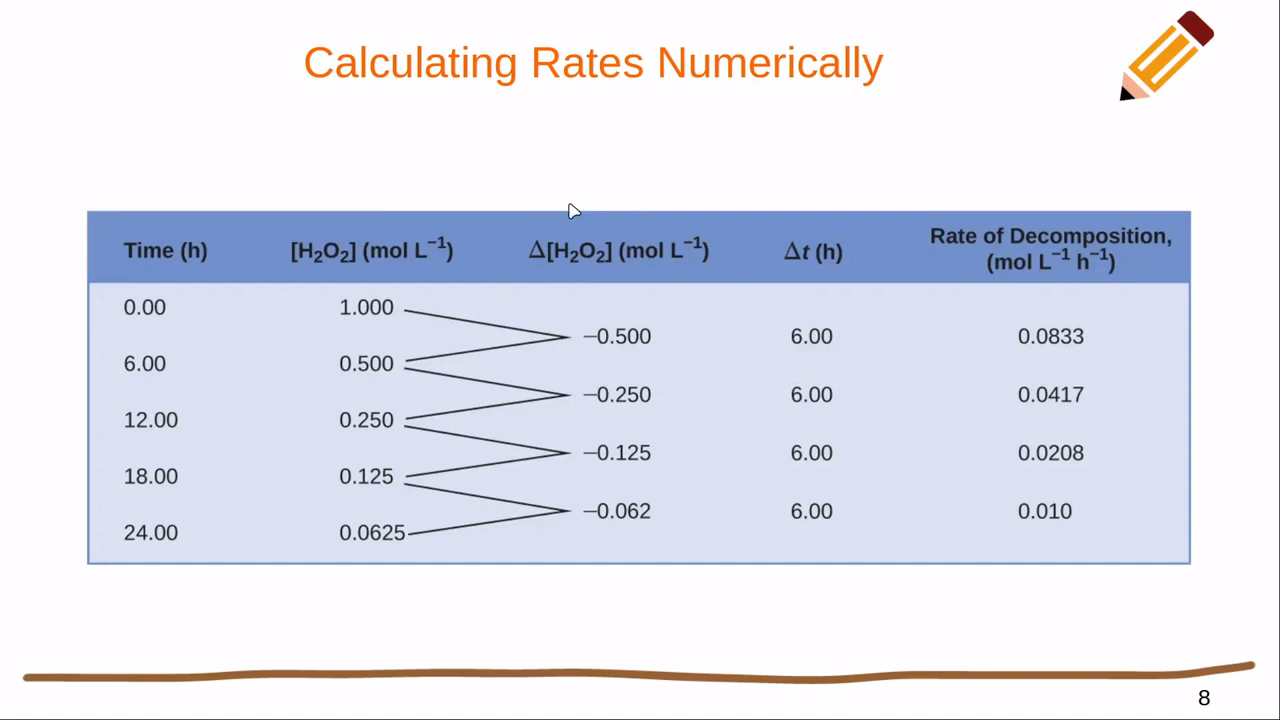 Calculating Rates Numerically
Time (h) [H₂O₂] (mol L⁻¹) Δ[H₂O₂] (mol L⁻¹) Δt (h) Rate of Decomposition, (mol L⁻¹ h⁻¹)
0.00 1.000
−0.500 6.00 0.0833
6.00 0.500
−0.250 6.00 0.0417
12.00 0.250
−0.125 6.00 0.0208
18.00 0.125
−0.062 6.00 0.010
24.00 0.0625
8